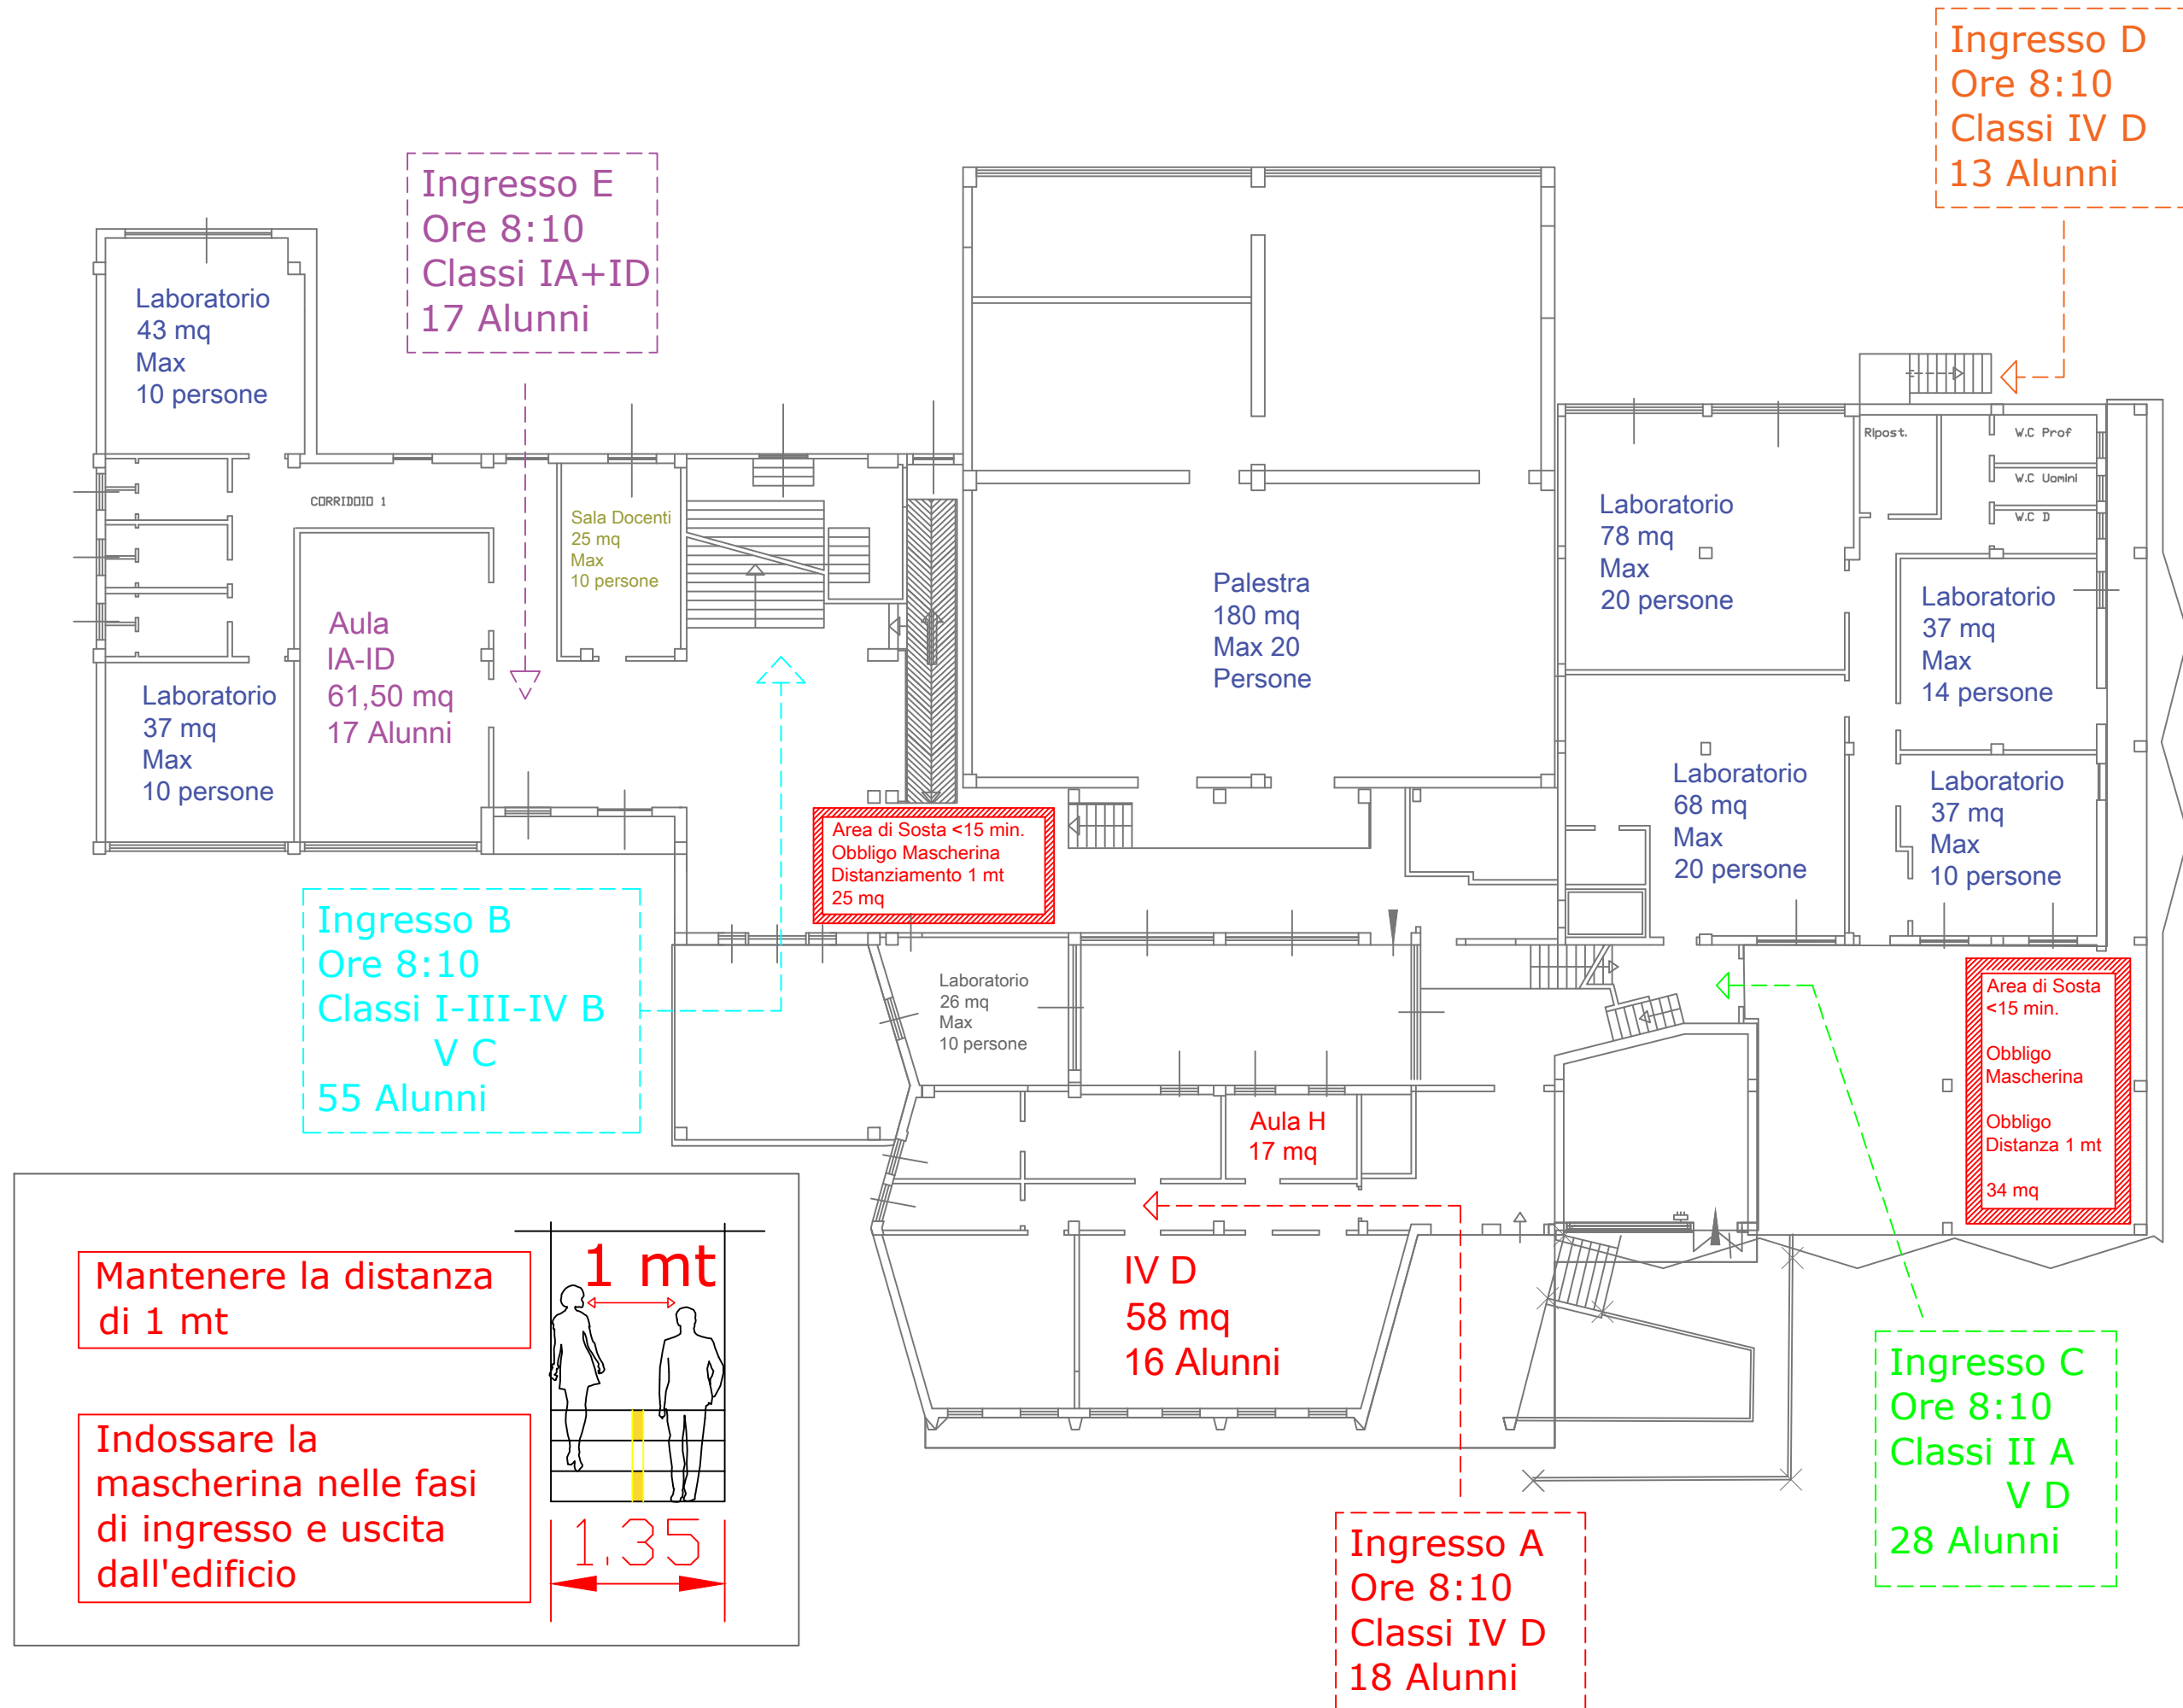 Ingresso D
Ore 8:10
Classi IV D
13 Alunni
Ingresso E
Ore 8:10
Classi IA+ID
17 Alunni
Laboratorio
43 mq
Max
10 persone
CORRIDOIO 1
Sala Docenti
25 mq
Max
10 persone
Aula
IA-ID
61,50 mq
17 Alunni
Laboratorio
37 mq
Max
10 persone
Palestra
180 mq
Max 20
Persone
Laboratorio
78 mq
Max
20 persone
Ripost.
W.C Prof
W.C Uomini
W.C D
Laboratorio
37 mq
Max
14 persone
Laboratorio
68 mq
Max
20 persone
Laboratorio
37 mq
Max
10 persone
Area di Sosta <15 min.
Obbligo Mascherina
Distanziamento 1 mt
25 mq
Ingresso B
Ore 8:10
Classi I-III-IV B
V C
55 Alunni
Laboratorio
26 mq
Max
10 persone
Area di Sosta
<15 min.
Obbligo
Mascherina
Obbligo
Distanza 1 mt
34 mq
Aula H
17 mq
IV D
58 mq
16 Alunni
Mantenere la distanza
di 1 mt
1 mt
Indossare la
mascherina nelle fasi
di ingresso e uscita
dall'edificio
1.35
Ingresso C
Ore 8:10
Classi II A
V D
28 Alunni
Ingresso A
Ore 8:10
Classi IV D
18 Alunni